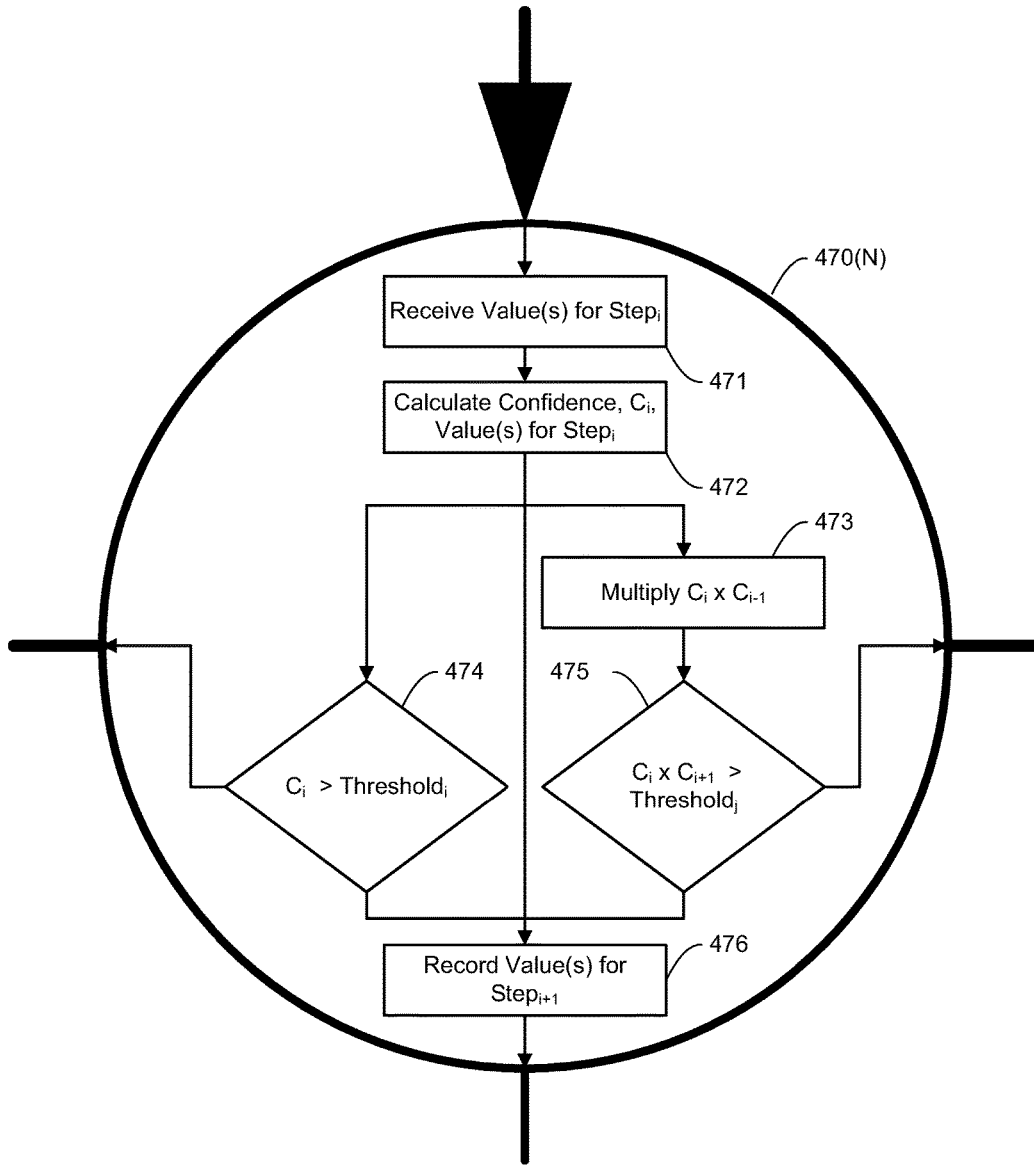 470(N)
Receive Value(s) for Stepᵢ
471
Calculate Confidence, Cᵢ,
Value(s) for Stepᵢ
472
473
Multiply Cᵢ x Cᵢ₋₁
474
475
Cᵢ > Thresholdᵢ
Cᵢ x Cᵢ₊₁ >
Thresholdⱼ
476
Record Value(s) for
Stepᵢ₊₁